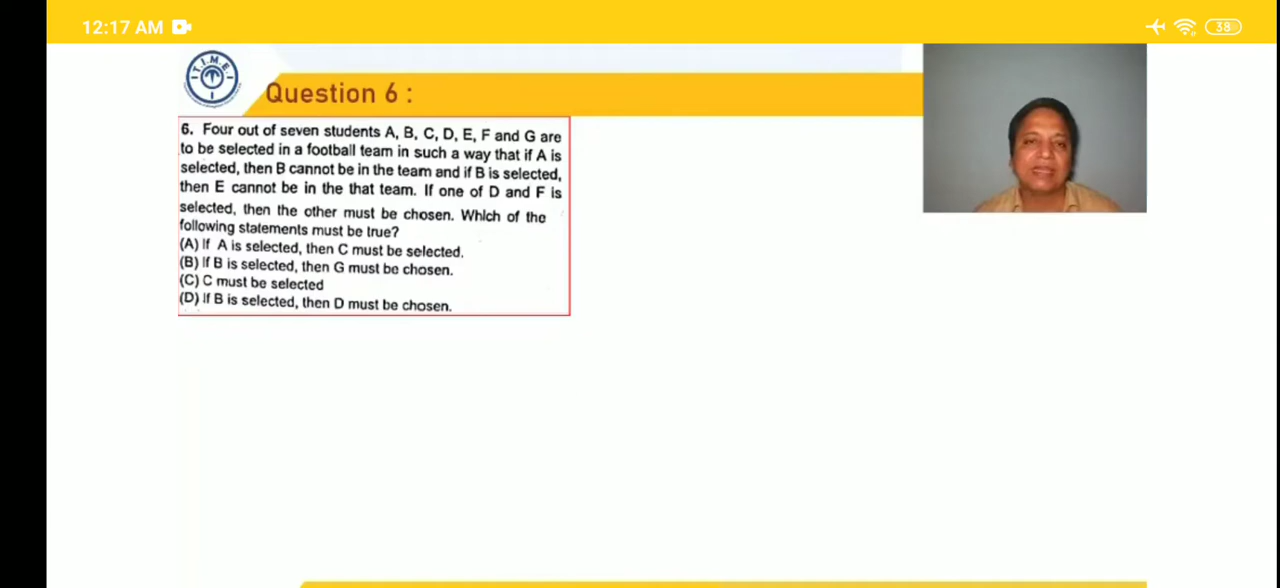 12:17 AM
38
T.I.M.E.
Question 6 :
6. Four out of seven students A, B, C, D, E, F and G are
to be selected in a football team in such a way that if A is
selected, then B cannot be in the team and if B is selected,
then E cannot be in the that team. If one of D and F is
selected, then the other must be chosen. Which of the
following statements must be true?
(A) If A is selected, then C must be selected.
(B) If B is selected, then G must be chosen.
(C) C must be selected
(D) If B is selected, then D must be chosen.